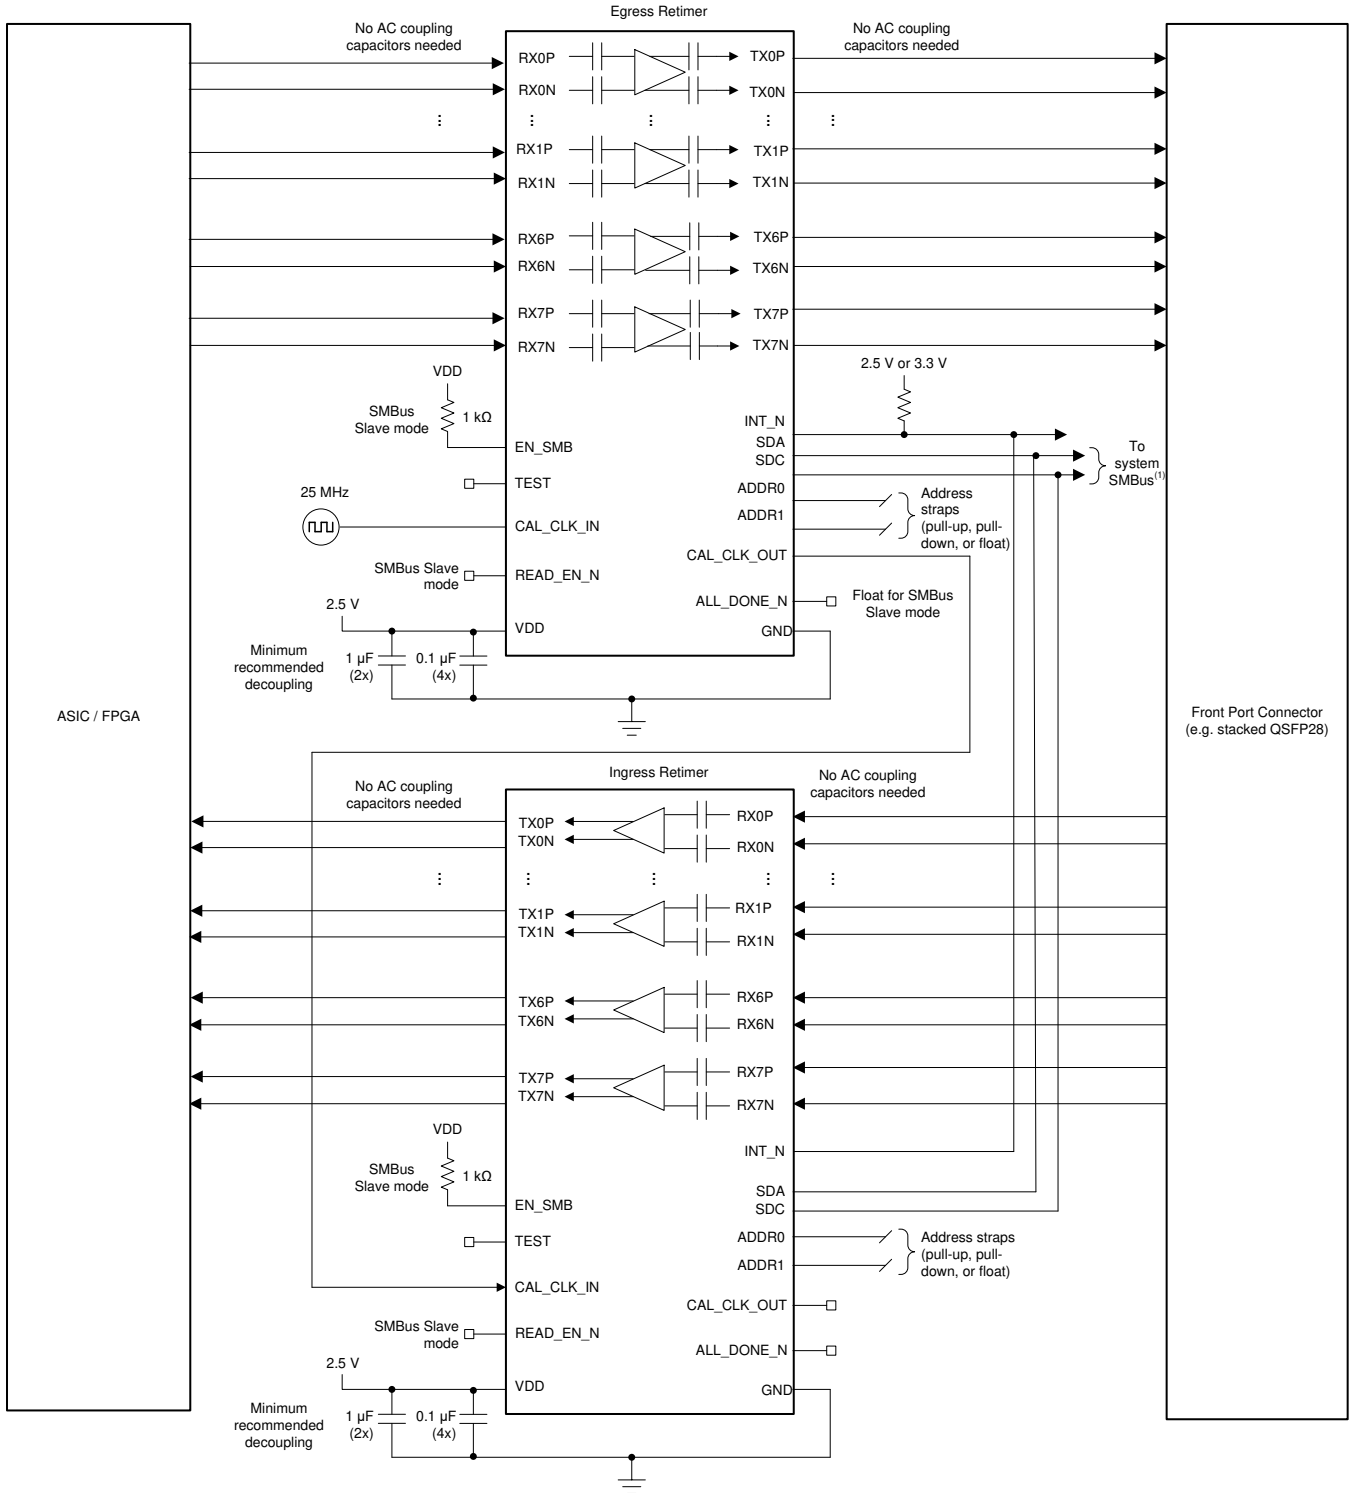 Egress Retimer
No AC coupling
capacitors needed
No AC coupling
capacitors needed
RX0P
TX0P
RX0N
TX0N
⋮ ⋮ ⋮ ⋮ ⋮
RX1P
TX1P
RX1N
TX1N
RX6P
TX6P
RX6N
TX6N
RX7P
TX7P
RX7N
TX7N
VDD
2.5 V or 3.3 V
SMBus
Slave mode
1 kΩ
INT_N
SDA
EN_SMB
SDC
To
system
SMBus(1)
TEST
ADDR0
ADDR1
Address
straps
(pull-up, pull-
down, or float)
25 MHz
CAL_CLK_IN
CAL_CLK_OUT
SMBus Slave
mode
READ_EN_N
ALL_DONE_N
Float for SMBus
Slave mode
2.5 V
VDD
GND
Minimum
recommended
decoupling
1 µF
(2x)
0.1 µF
(4x)
ASIC / FPGA
Front Port Connector
(e.g. stacked QSFP28)
Ingress Retimer
No AC coupling
capacitors needed
No AC coupling
capacitors needed
TX0P
RX0P
TX0N
RX0N
⋮ ⋮ ⋮ ⋮ ⋮
TX1P
RX1P
TX1N
RX1N
TX6P
RX6P
TX6N
RX6N
TX7P
RX7P
TX7N
RX7N
VDD
SMBus
Slave mode
1 kΩ
INT_N
SDA
EN_SMB
SDC
TEST
ADDR0
ADDR1
Address straps
(pull-up, pull-
down, or float)
CAL_CLK_IN
CAL_CLK_OUT
SMBus Slave
mode
READ_EN_N
ALL_DONE_N
2.5 V
VDD
GND
Minimum
recommended
decoupling
1 µF
(2x)
0.1 µF
(4x)